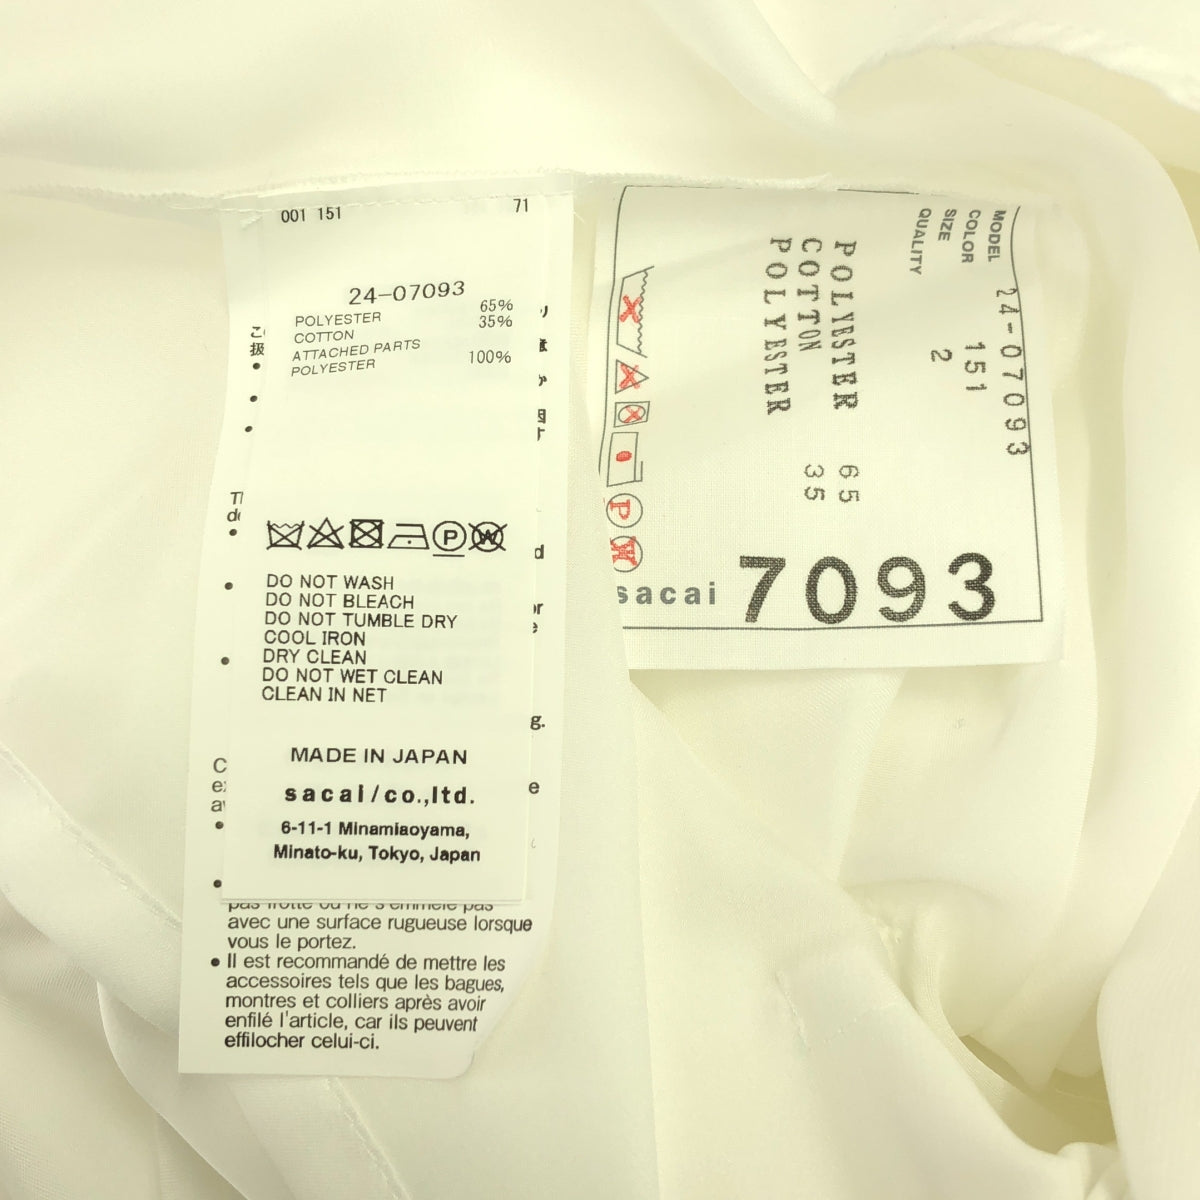 001 151 71
24-07093
POLYESTER 65%
COTTON 35%
ATTACHED PARTS
POLYESTER 100%
P W
DO NOT WASH
DO NOT BLEACH
DO NOT TUMBLE DRY
COOL IRON
DRY CLEAN
DO NOT WET CLEAN
CLEAN IN NET
MADE IN JAPAN
sacai/co.,ltd.
6-11-1 Minamiaoyama,
Minato-ku, Tokyo, Japan
avec une surface rugueuse lorsque
vous le portez.
• Il est recommandé de mettre les
accessoires tels que les bagues,
montres et colliers après avoir
enfilé l'article, car ils peuvent
effilocher celui-ci.
MODEL 24-07093
COLOR 151
SIZE 2
QUALITY
POLYESTER 65
COTTON 35
POLYESTER
P W
sacai 7093